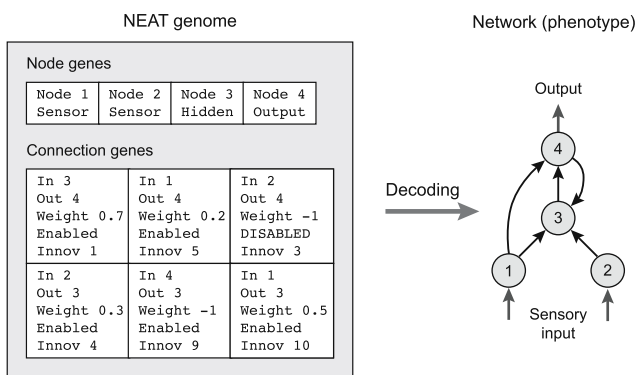 NEAT genome
Node genes
Node 1 Node 2 Node 3 Node 4
Sensor Sensor Hidden Output
Connection genes
In 3 In 1 In 2
Out 4 Out 4 Out 4
Weight 0.7 Weight 0.2 Weight -1
Enabled Enabled DISABLED
Innov 1 Innov 5 Innov 3
In 2 In 4 In 1
Out 3 Out 3 Out 3
Weight 0.3 Weight -1 Weight 0.5
Enabled Enabled Enabled
Innov 4 Innov 9 Innov 10
Decoding
Network (phenotype)
Output
4
3
1 2
Sensory
input